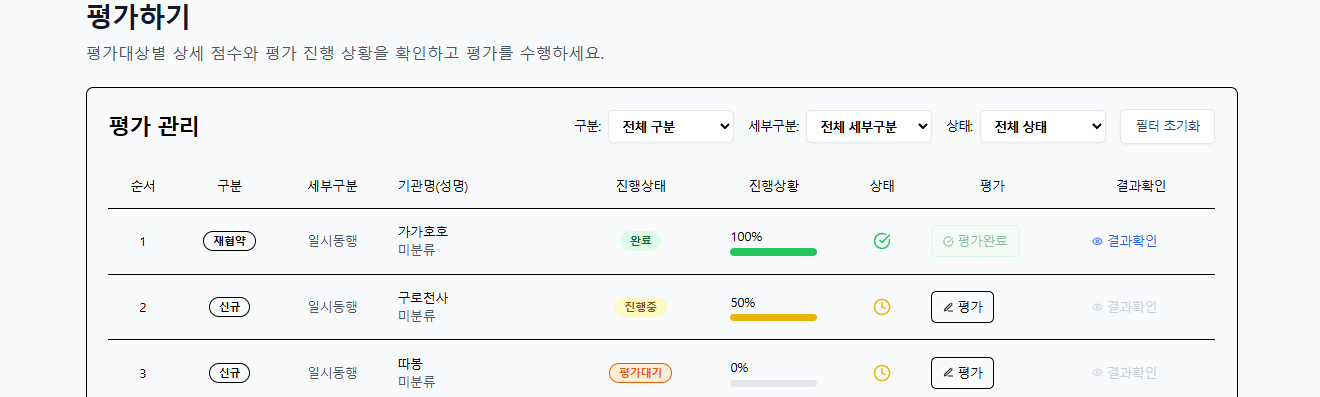 평가하기
평가대상별 상세 점수와 평가 진행 상황을 확인하고 평가를 수행하세요.
평가 관리
구분: 전체 구분 세부구분: 전체 세부구분 상태: 전체 상태 필터 초기화
순서 구분 세부구분 기관명(성명) 진행상태 진행상황 상태 평가 결과확인
1 재협약 일시동행 가가호호 완료 100% 평가완료 결과확인
미분류
2 신규 일시동행 구로천사 진행중 50% 평가 결과확인
미분류
3 신규 일시동행 따봉 평가대기 0% 평가 결과확인
미분류